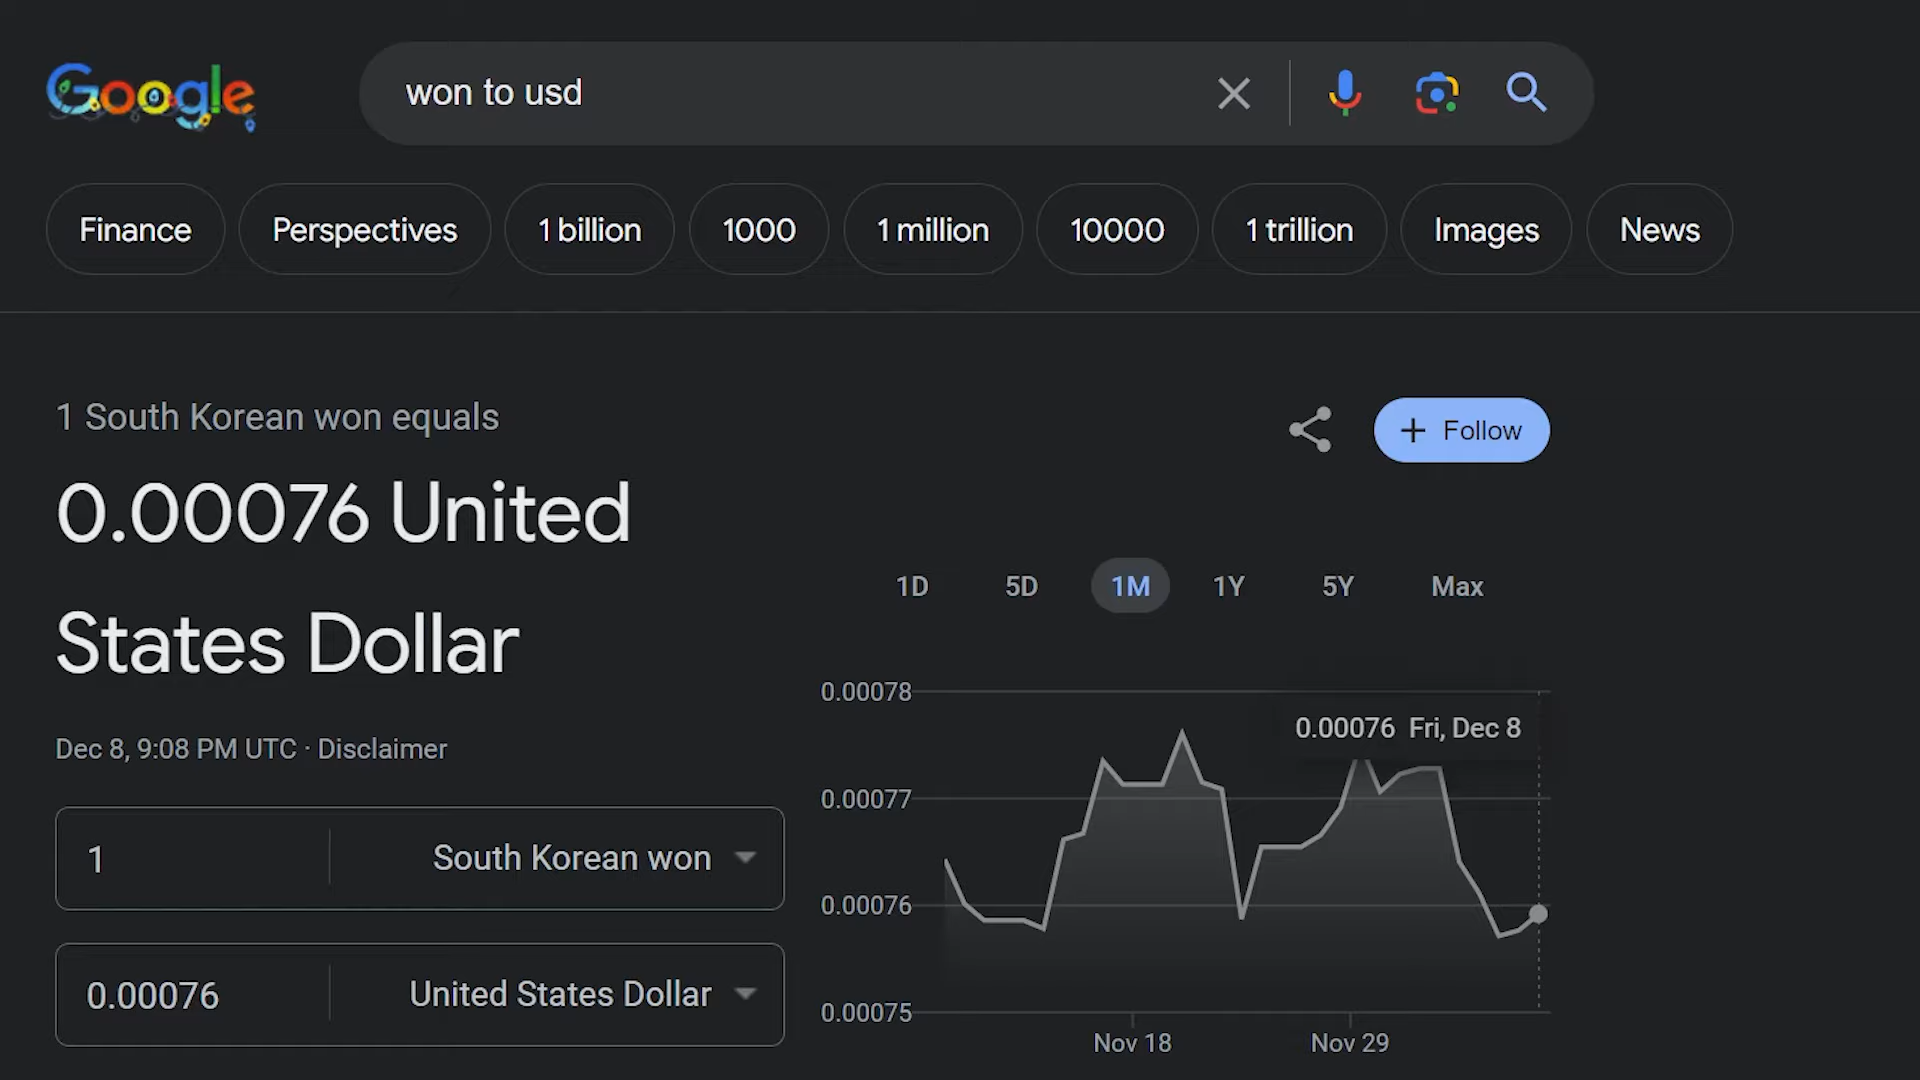 Google
won to usd
Finance
Perspectives
1 billion
1000
1 million
10000
1 trillion
Images
News
1 South Korean won equals
0.00076 United
States Dollar
Dec 8, 9:08 PM UTC · Disclaimer
1 South Korean won
0.00076 United States Dollar
Follow
1D 5D 1M 1Y 5Y Max
0.00078
0.00076 Fri, Dec 8
0.00077
0.00076
0.00075
Nov 18 Nov 29